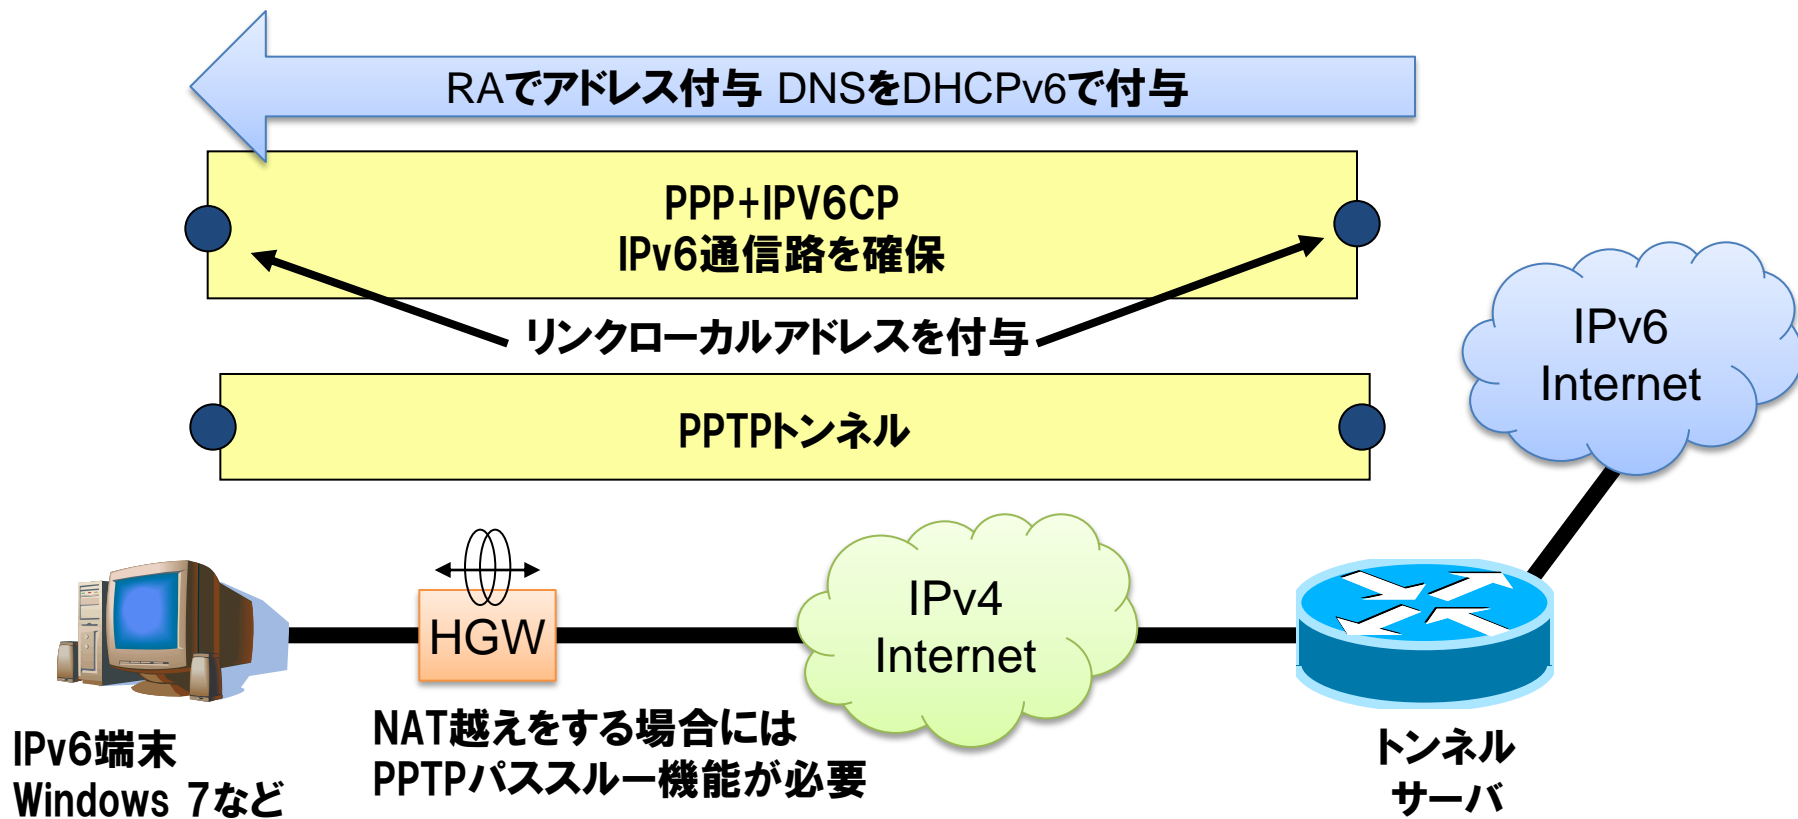 RAでアドレス付与 DNSをDHCPv6で付与
PPP+IPV6CP
IPv6通信路を確保
リンクローカルアドレスを付与
PPTPトンネル
IPv6
Internet
HGW
IPv4
Internet
IPv6端末
Windows 7など
NAT越えをする場合には
PPTPパススルー機能が必要
トンネル
サーバ